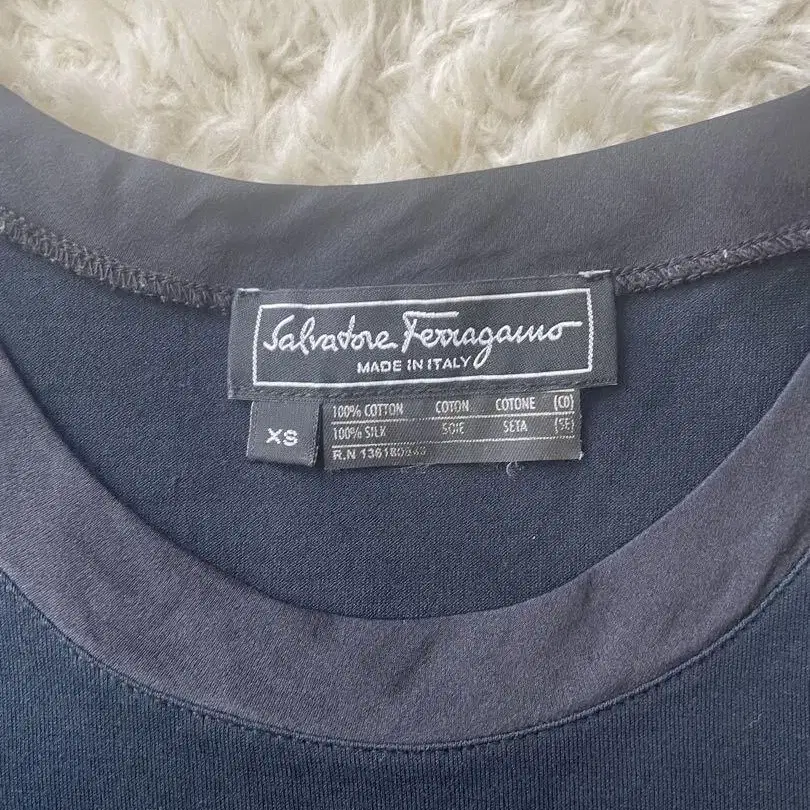 Salvatore Ferragamo
MADE IN ITALY
XS
100% COTTON COTON COTONE (CO)
100% SILK SOIE SETA (SE)
R.N